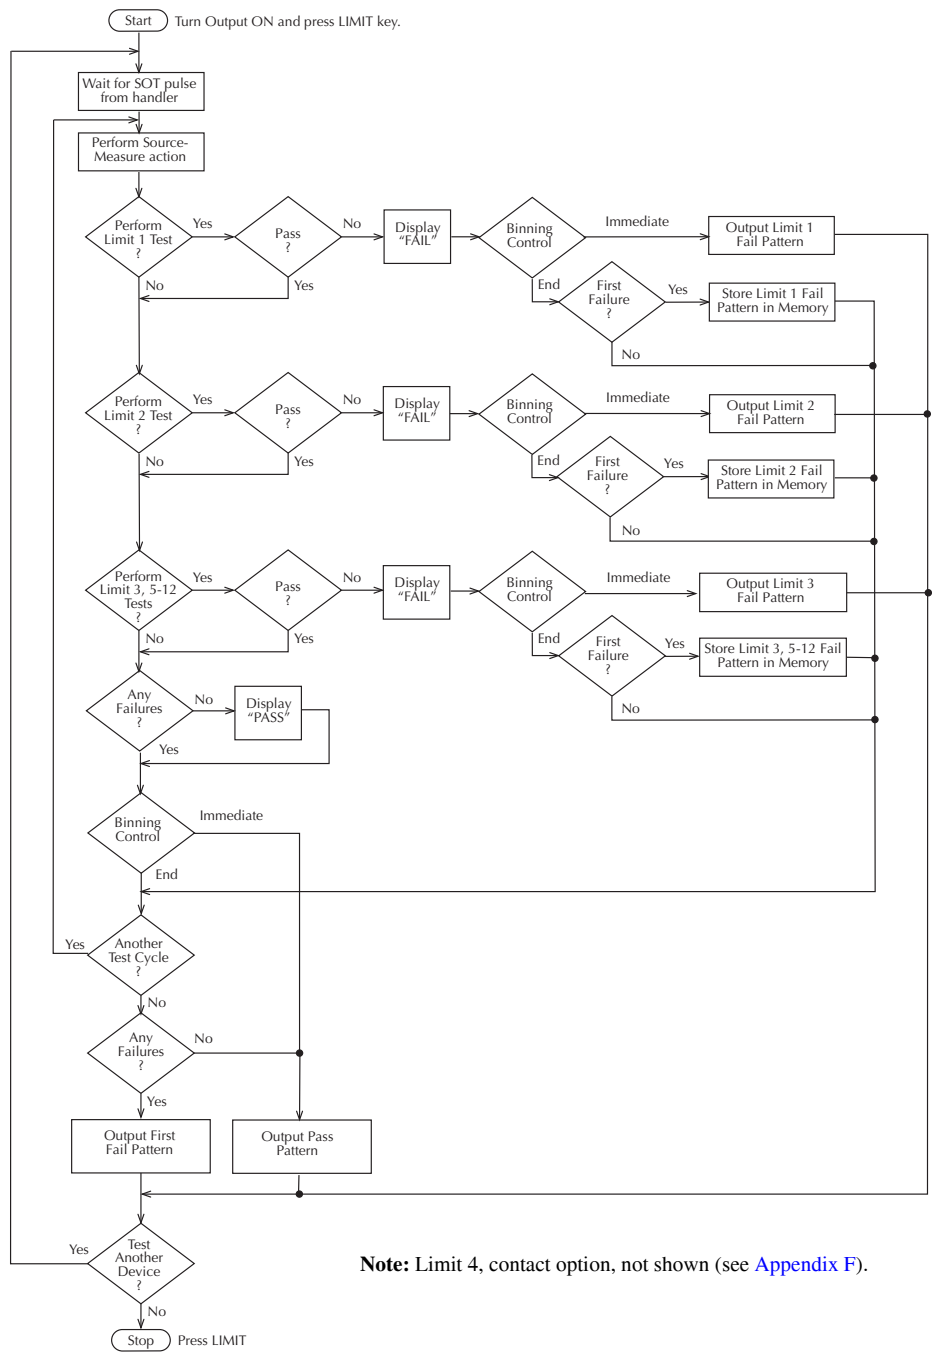 Start
Turn Output ON and press LIMIT key.
Wait for SOT pulse
from handler
Perform Source-
Measure action
Perform
Limit 1 Test
?
Yes
No
Pass
?
No
Yes
Display
“FAIL”
Binning
Control
Immediate
End
Output Limit 1
Fail Pattern
First
Failure
?
Yes
No
Store Limit 1 Fail
Pattern in Memory
Perform
Limit 2 Test
?
Yes
No
Pass
?
No
Yes
Display
“FAIL”
Binning
Control
Immediate
End
Output Limit 2
Fail Pattern
First
Failure
?
Yes
No
Store Limit 2 Fail
Pattern in Memory
Perform
Limit 3, 5-12
Tests
?
Yes
No
Pass
?
No
Yes
Display
“FAIL”
Binning
Control
Immediate
End
Output Limit 3
Fail Pattern
First
Failure
?
Yes
No
Store Limit 3, 5-12 Fail
Pattern in Memory
Any
Failures
?
No
Yes
Display
“PASS”
Binning
Control
Immediate
End
Another
Test Cycle
?
Yes
No
Any
Failures
?
No
Yes
Output First
Fail Pattern
Output Pass
Pattern
Test
Another
Device
?
Yes
No
Note: Limit 4, contact option, not shown (see Appendix F).
Stop
Press LIMIT